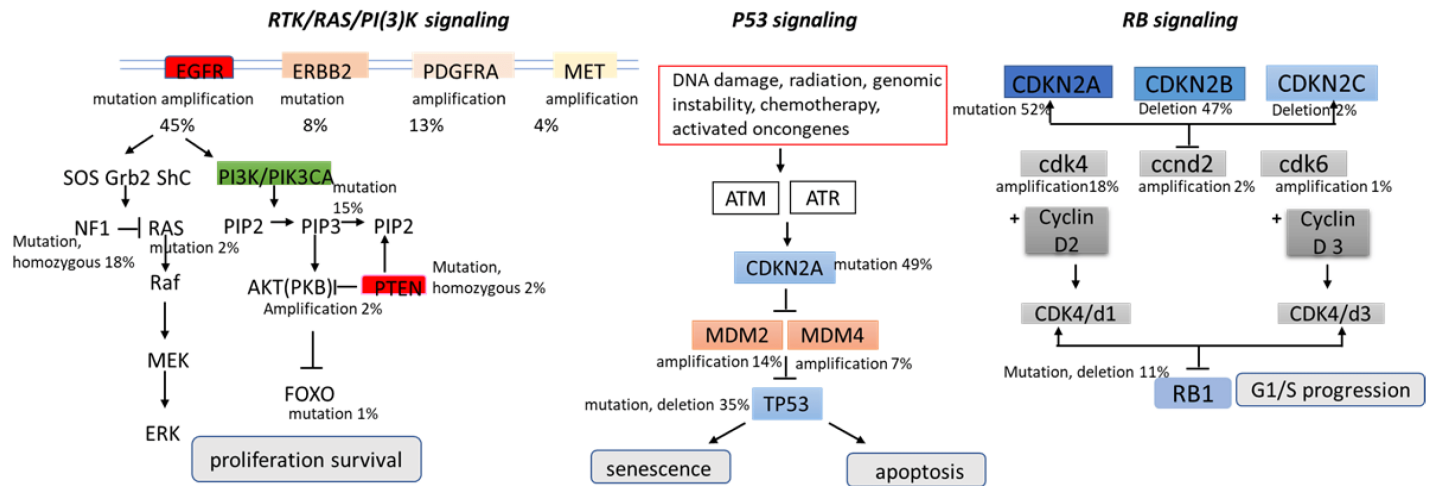 RTK/RAS/PI(3)K signaling
EGFR
ERBB2
PDGFRA
MET
mutation amplification
mutation
amplification
amplification
45%
8%
13%
4%
SOS Grb2 ShC
PI3K/PIK3CA
mutation
15%
NF1
RAS
PIP2
PIP3
PIP2
Mutation,
homozygous 18%
mutation 2%
Raf
AKT(PKB)
PTEN
Mutation,
homozygous 2%
Amplification 2%
MEK
FOXO
mutation 1%
ERK
proliferation survival
P53 signaling
DNA damage, radiation, genomic
instability, chemotherapy,
activated oncongenes
ATM
ATR
CDKN2A
mutation 49%
MDM2
MDM4
amplification 14%
amplification 7%
mutation, deletion 35%
TP53
senescence
apoptosis
RB signaling
CDKN2A
CDKN2B
CDKN2C
mutation 52%
Deletion 47%
Deletion 2%
cdk4
ccnd2
cdk6
amplification18%
amplification 2%
amplification 1%
+
Cyclin
D2
+
Cyclin
D 3
CDK4/d1
CDK4/d3
Mutation, deletion 11%
RB1
G1/S progression